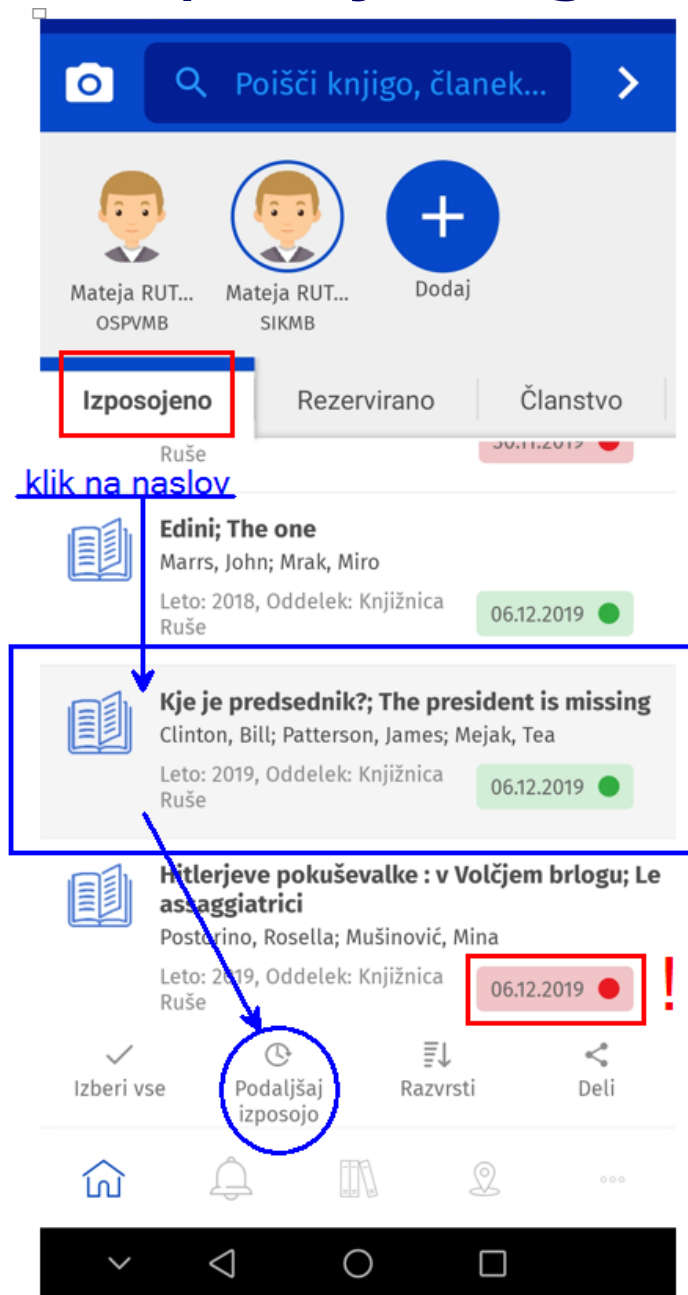 Poišči knjigo, članek...
Mateja RUT...
OSPVMB
Mateja RUT...
SIKMB
Dodaj
Izposojeno
Rezervirano
Članstvo
Ruše
30.11.2019
klik na naslov
Edini; The one
Marrs, John; Mrak, Miro
Leto: 2018, Oddelek: Knjižnica
Ruše
06.12.2019
Kje je predsednik?; The president is missing
Clinton, Bill; Patterson, James; Mejak, Tea
Leto: 2019, Oddelek: Knjižnica
Ruše
06.12.2019
Hitlerjeve pokuševalke : v Volčjem brlogu; Le
assaggiatrici
Postorino, Rosella; Mušinović, Mina
Leto: 2019, Oddelek: Knjižnica
Ruše
06.12.2019
!
Izberi vse
Podaljšaj
izposojo
Razvrsti
Deli